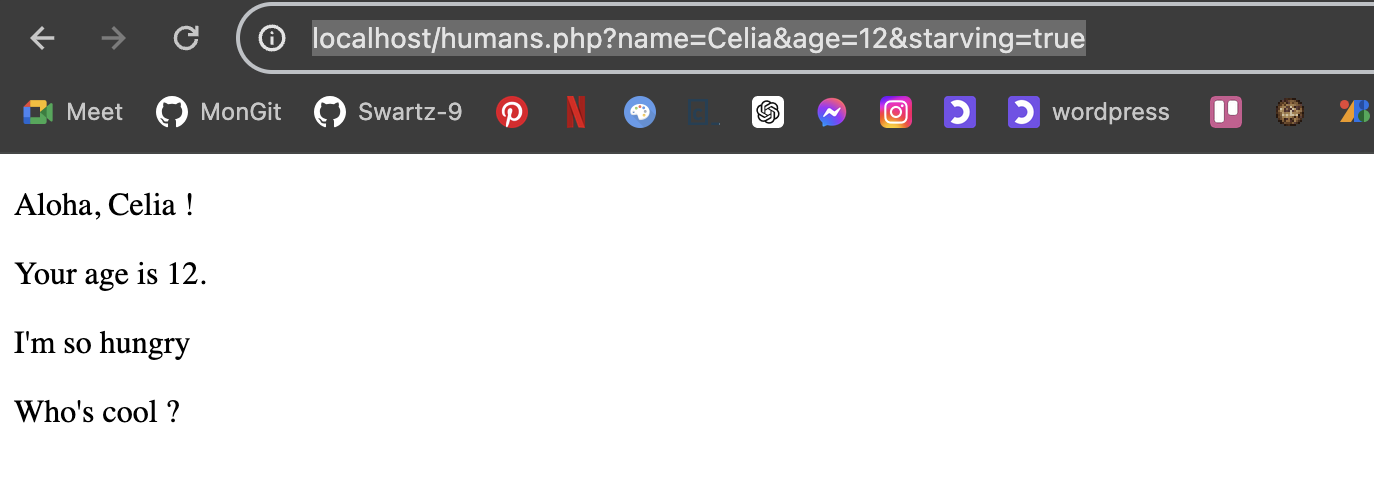 localhost/humans.php?name=Celia&age=12&starving=true
Meet MonGit Swartz-9 wordpress
Aloha, Celia !
Your age is 12.
I'm so hungry
Who's cool ?